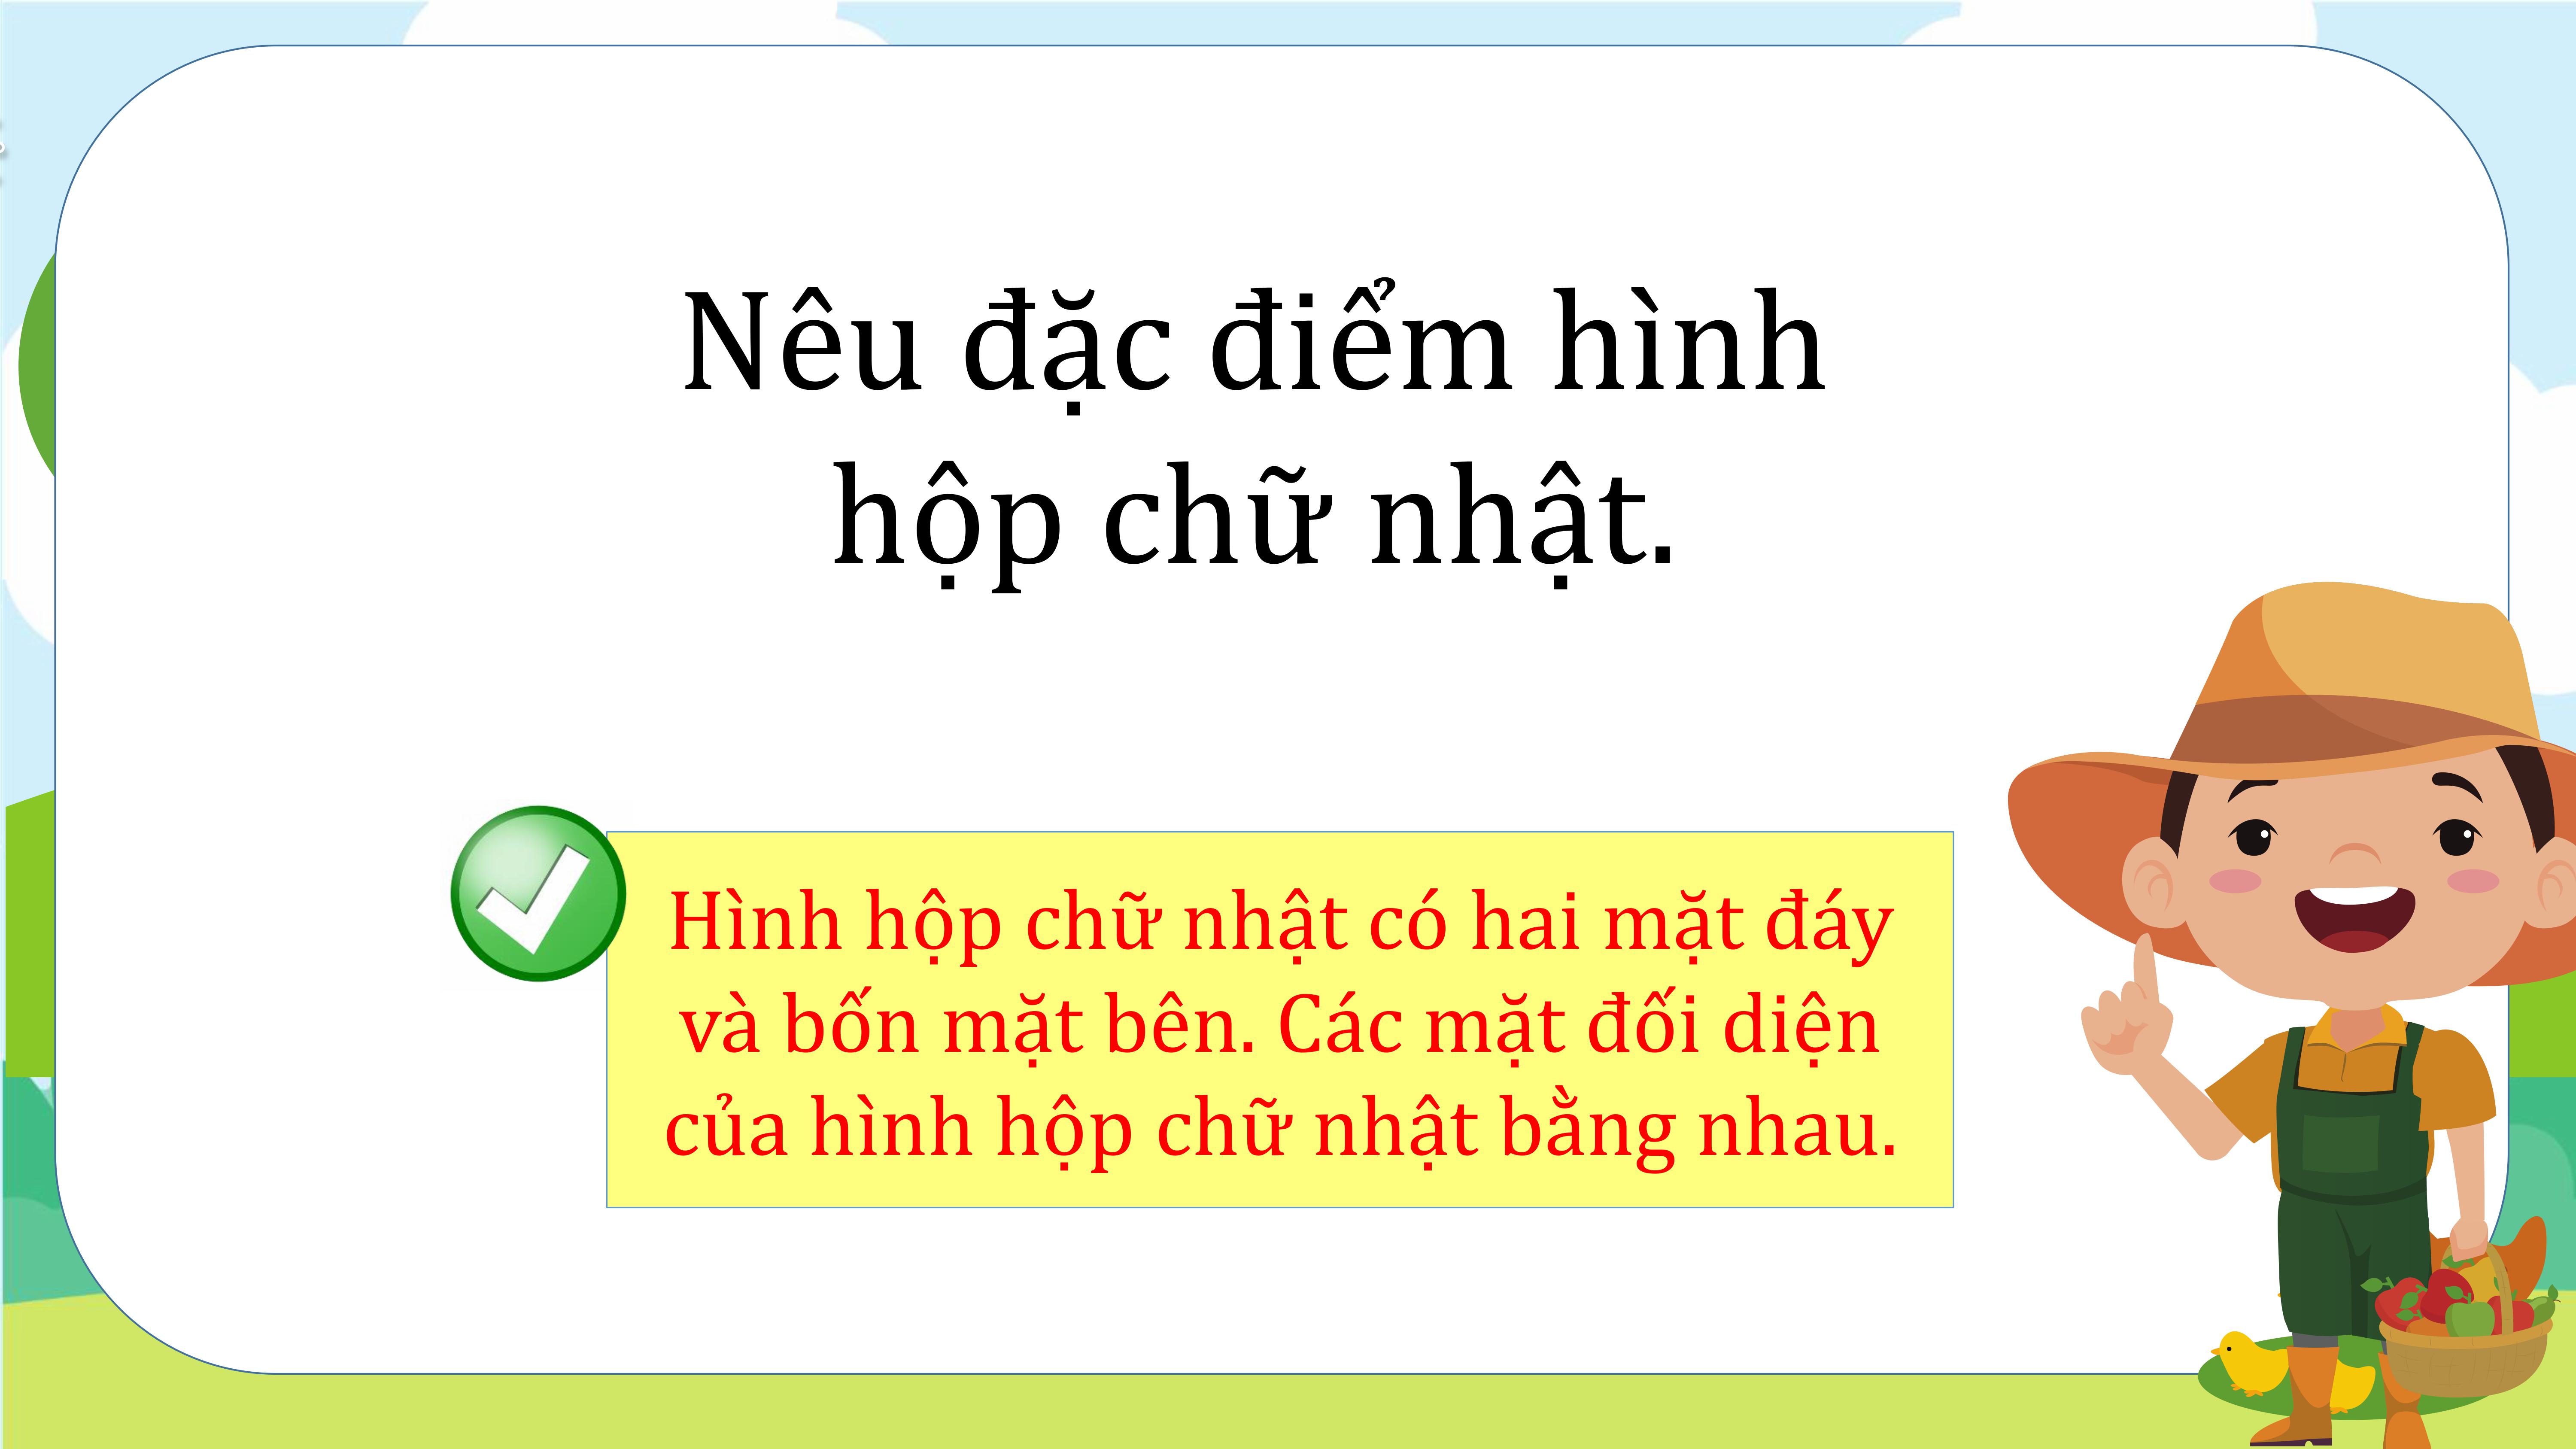 Nêu đặc điểm hình
hộp chữ nhật.
Hình hộp chữ nhật có hai mặt đáy
và bốn mặt bên. Các mặt đối diện
của hình hộp chữ nhật bằng nhau.